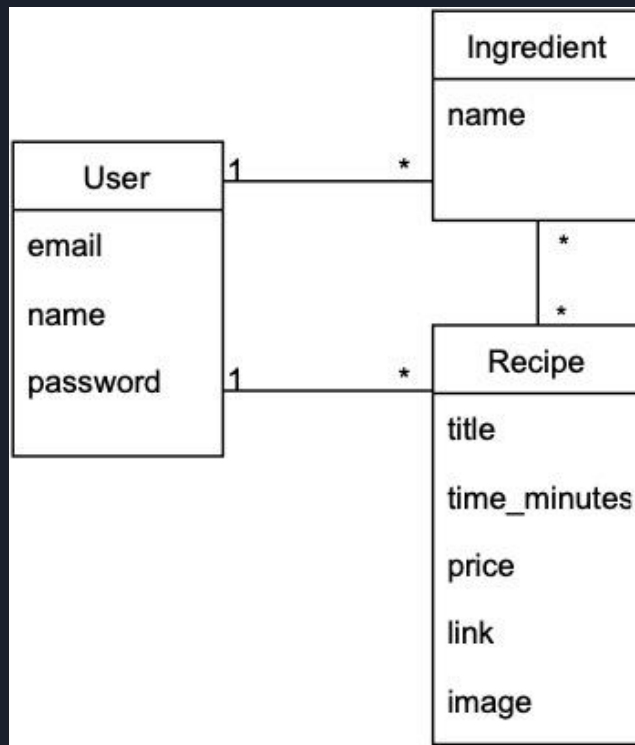 Ingredient
name
User
1
*
email
name
password
1
*
*
*
Recipe
title
time_minutes
price
link
image